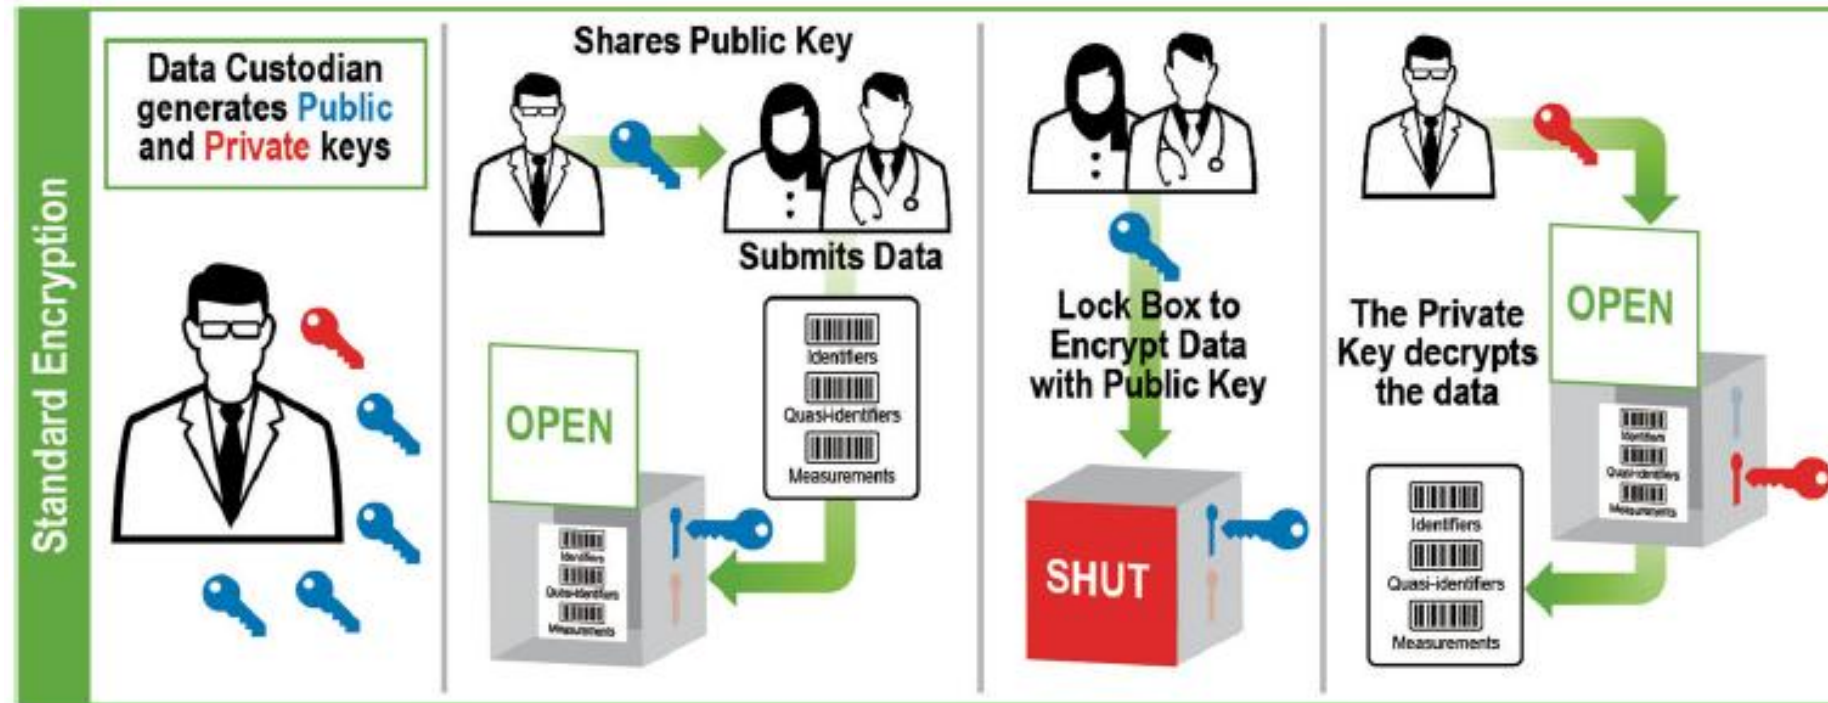 Standard Encryption
Data Custodian
generates Public
and Private keys
Shares Public Key
Submits Data
Identifiers
Quasi-identifiers
Measurements
OPEN
Identifiers
Quasi-identifiers
Measurements
Lock Box to
Encrypt Data
with Public Key
SHUT
The Private
Key decrypts
the data
OPEN
Identifiers
Quasi-identifiers
Measurements
Identifiers
Quasi-identifiers
Measurements